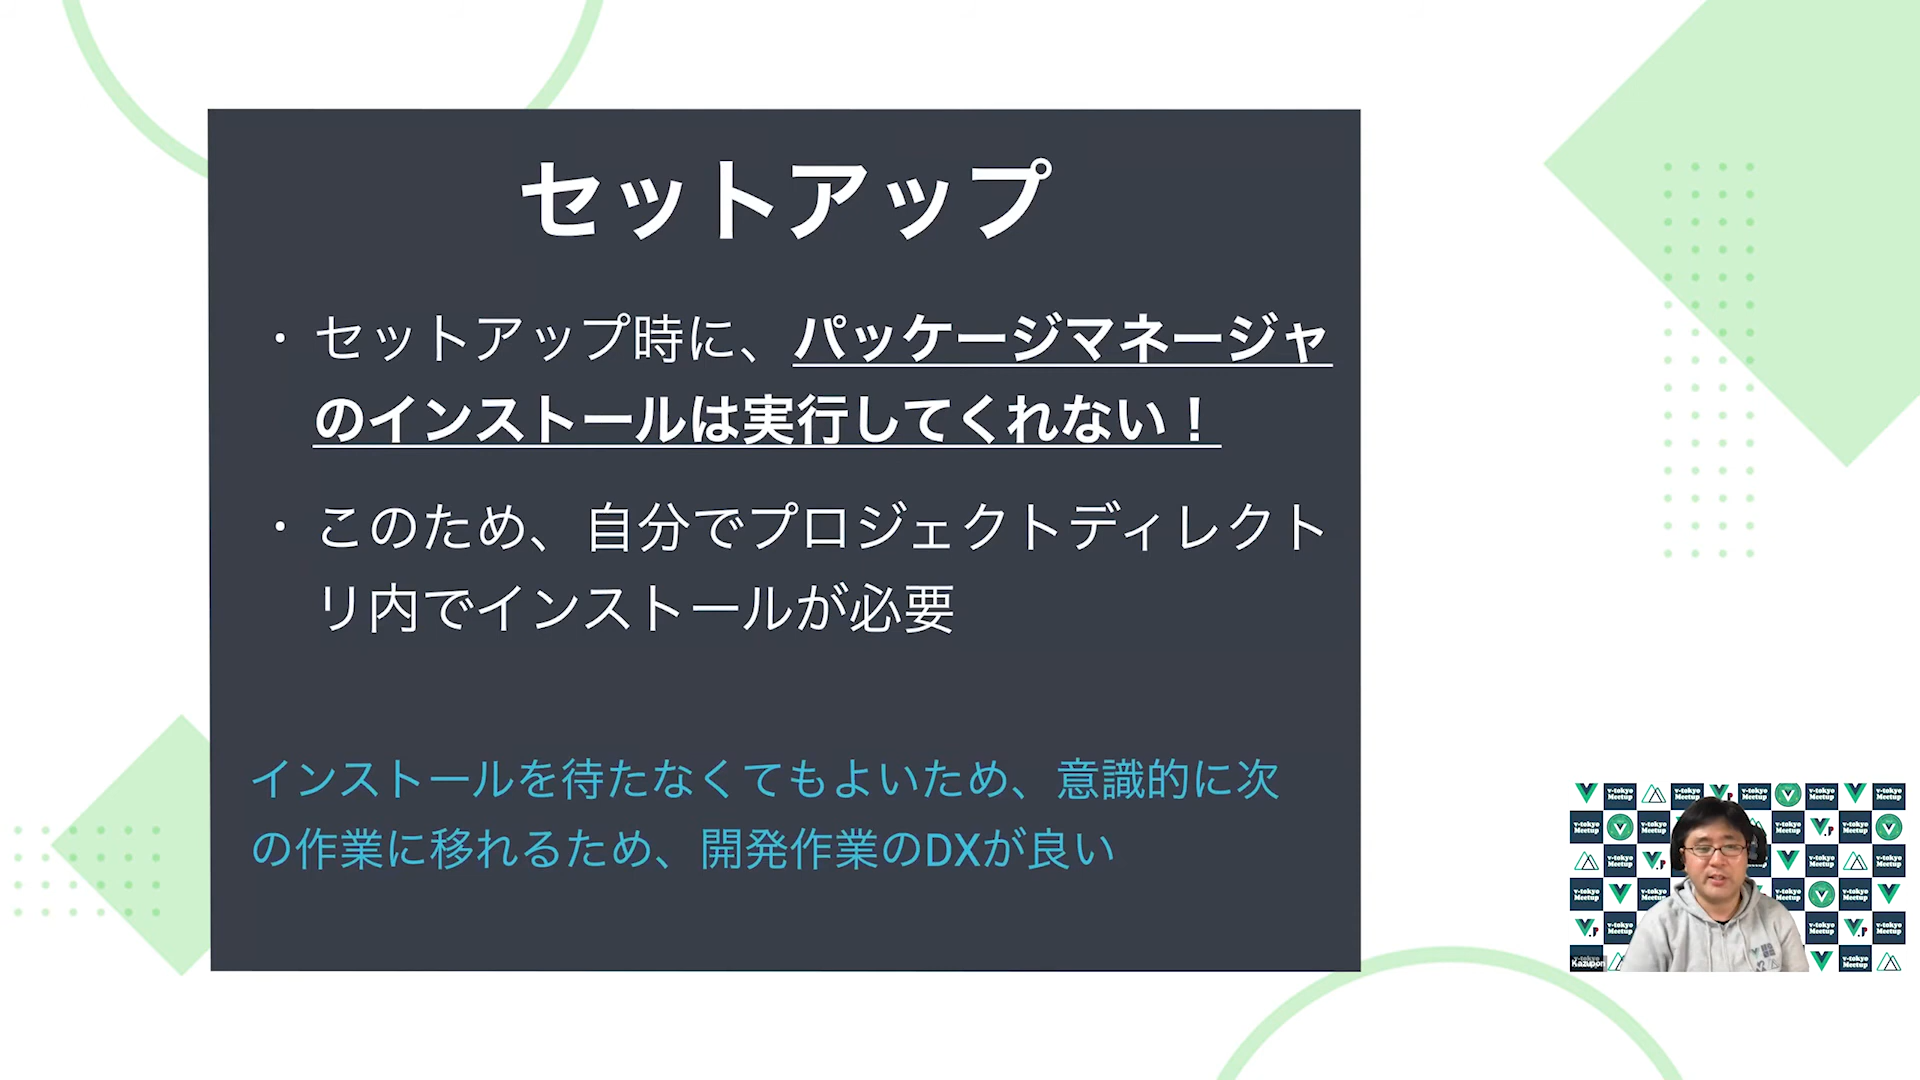 セットアップ
・セットアップ時に、パッケージマネージャ
のインストールは実行してくれない！
・このため、自分でプロジェクトディレクト
リ内でインストールが必要
インストールを待たなくてもよいため、意識的に次
の作業に移れるため、開発作業のDXが良い
v-tokyo
Meetup
Kazupon